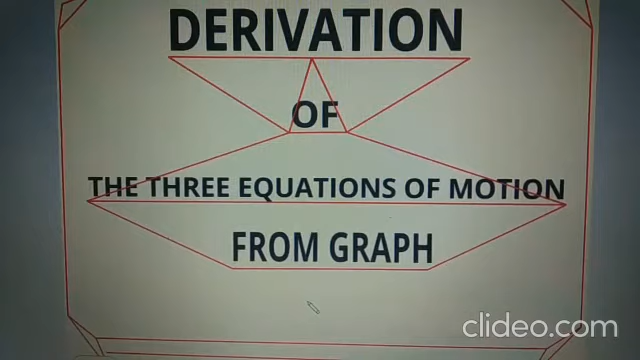 DERIVATION
OF
THE THREE EQUATIONS OF MOTION
FROM GRAPH
clideo.com